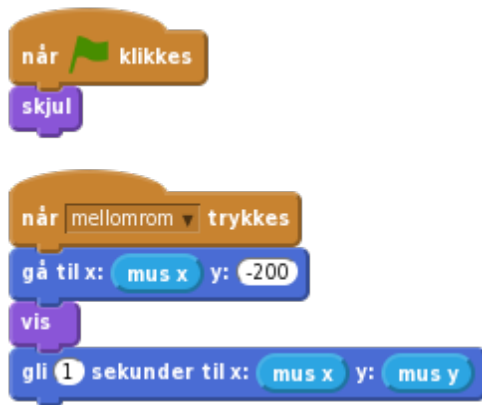 når klikkes
skjul
når mellomrom trykkes
gå til x: mus x y: -200
vis
gli 1 sekunder til x: mus x y: mus y